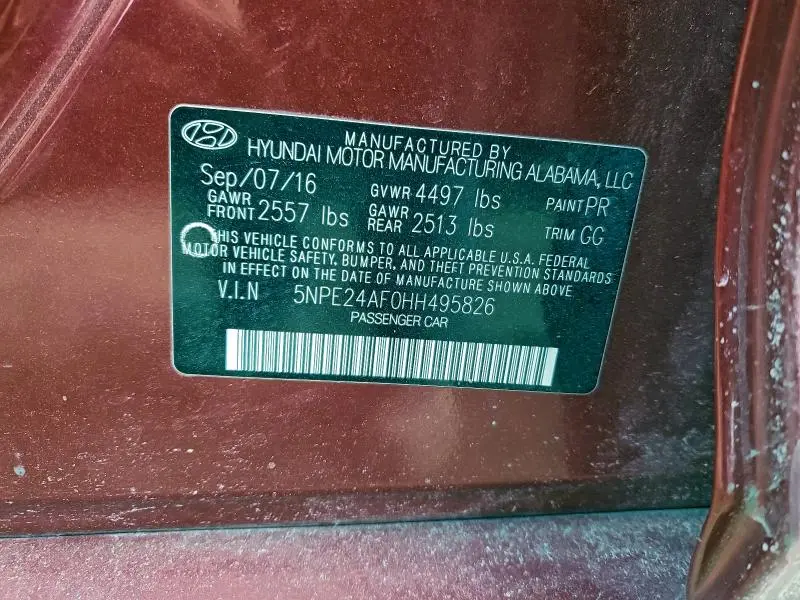 MANUFACTURED BY
HYUNDAI MOTOR MANUFACTURING ALABAMA, LLC
Sep/07/16 GVWR 4497 lbs PAINT PR
GAWR FRONT 2557 lbs GAWR REAR 2513 lbs TRIM GG
THIS VEHICLE CONFORMS TO ALL APPLICABLE U.S.A. FEDERAL
MOTOR VEHICLE SAFETY, BUMPER, AND THEFT PREVENTION STANDARDS
IN EFFECT ON THE DATE OF MANUFACTURE SHOWN ABOVE
V.I.N 5NPE24AF0HH495826
PASSENGER CAR